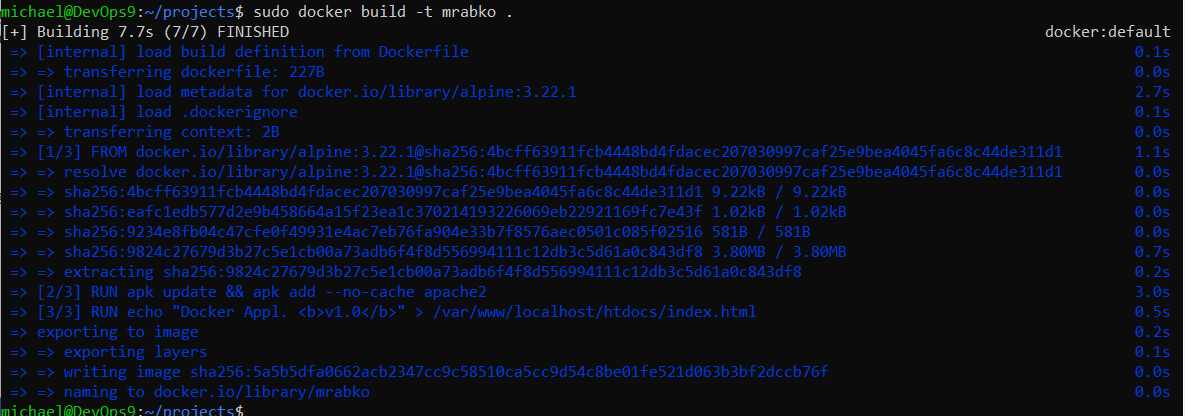 michael@DevOps9:~/projects$ sudo docker build -t mrabko .
[+] Building 7.7s (7/7) FINISHED docker:default
=> [internal] load build definition from Dockerfile 0.1s
=> => transferring dockerfile: 227B 0.0s
=> [internal] load metadata for docker.io/library/alpine:3.22.1 2.7s
=> [internal] load .dockerignore 0.1s
=> => transferring context: 2B 0.0s
=> [1/3] FROM docker.io/library/alpine:3.22.1@sha256:4bcff63911fcb4448bd4fdacec207030997caf25e9bea4045fa6c8c44de311d1 1.1s
=> => resolve docker.io/library/alpine:3.22.1@sha256:4bcff63911fcb4448bd4fdacec207030997caf25e9bea4045fa6c8c44de311d1 0.0s
=> => sha256:4bcff63911fcb4448bd4fdacec207030997caf25e9bea4045fa6c8c44de311d1 9.22kB / 9.22kB 0.0s
=> => sha256:eafc1edb577d2e9b458664a15f23ea1c370214193226069eb22921169fc7e43f 1.02kB / 1.02kB 0.0s
=> => sha256:9234e8fb04c47cfe0f49931e4ac7eb76fa904e33b7f8576aec0501c085f02516 581B / 581B 0.0s
=> => sha256:9824c27679d3b27c5e1cb00a73adb6f4f8d556994111c12db3c5d61a0c843df8 3.80MB / 3.80MB 0.7s
=> => extracting sha256:9824c27679d3b27c5e1cb00a73adb6f4f8d556994111c12db3c5d61a0c843df8 0.2s
=> [2/3] RUN apk update && apk add --no-cache apache2 3.0s
=> [3/3] RUN echo "Docker Appl. <b>v1.0</b>" > /var/www/localhost/htdocs/index.html 0.5s
=> exporting to image 0.2s
=> => exporting layers 0.1s
=> => writing image sha256:5a5b5dfa0662acb2347cc9c58510ca5cc9d54c8be01fe521d063b3bf2dccb76f 0.0s
=> => naming to docker.io/library/mrabko 0.0s
michael@DevOps9:~/projects$